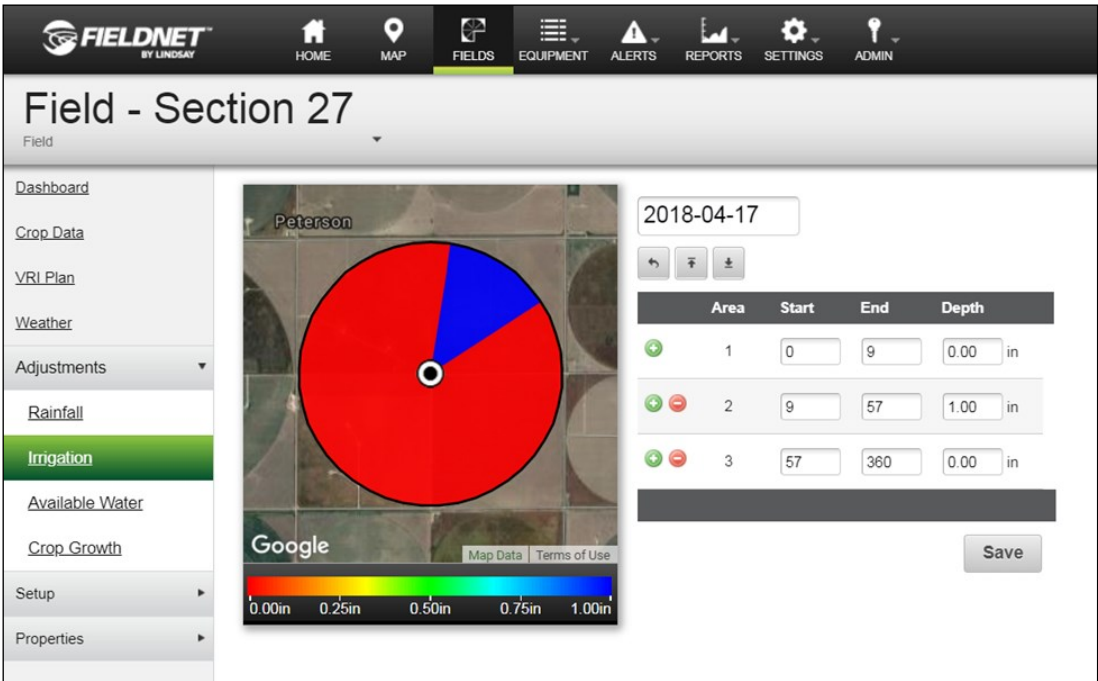 FIELDNET™
BY LINDSAY
HOME MAP FIELDS EQUIPMENT ALERTS REPORTS SETTINGS ADMIN
Field - Section 27
Field
Dashboard
Crop Data
VRI Plan
Weather
Adjustments
Rainfall
Irrigation
Available Water
Crop Growth
Setup
Properties
Peterson
Google
Map Data Terms of Use
0.00in 0.25in 0.50in 0.75in 1.00in
2018-04-17
Area Start End Depth
1 0 9 0.00 in
2 9 57 1.00 in
3 57 360 0.00 in
Save